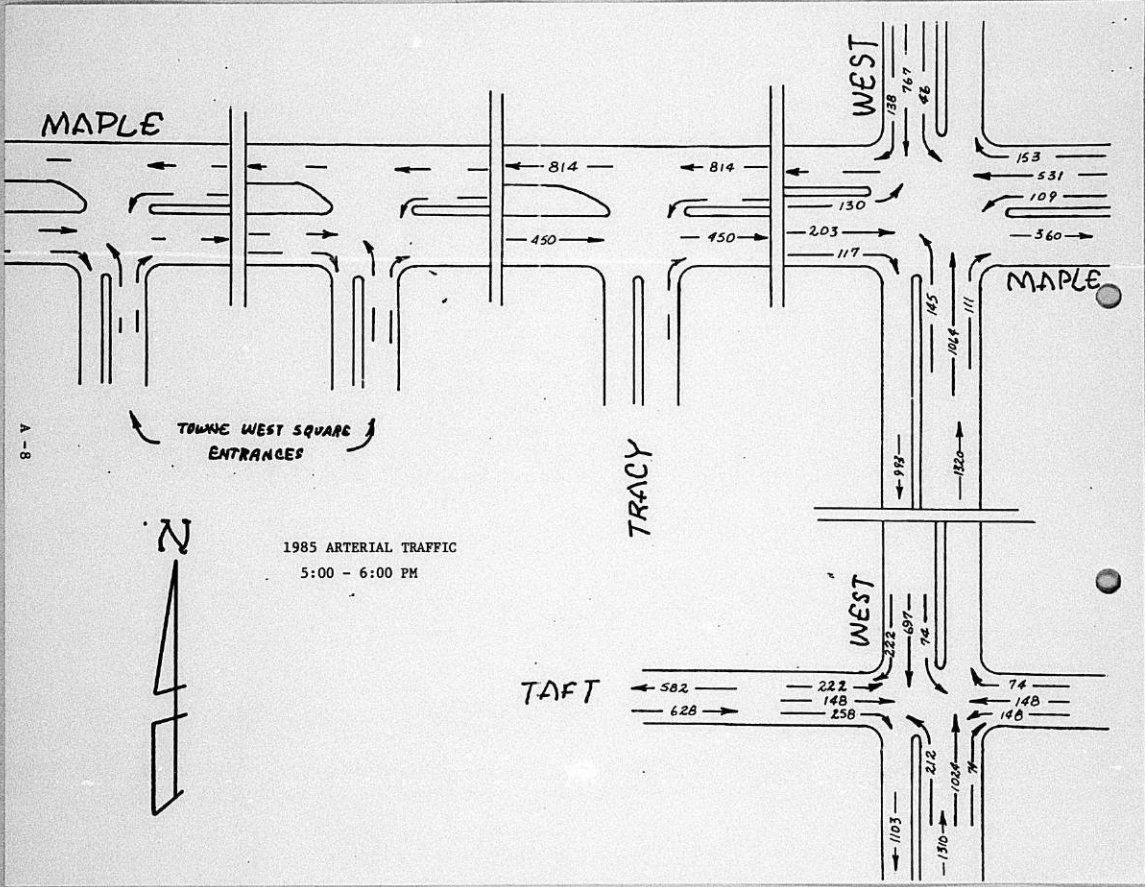 WEST
138
767
46
MAPLE
814
814
153
531
109
130
203
117
360
450
450
MAPLE
145
1064
111
TOWNE WEST SQUARE
ENTRANCES
A-8
TRACY
993
1320
N
1985 ARTERIAL TRAFFIC
5:00 - 6:00 PM
WEST
222
697
74
TAFT
582
628
222
148
258
74
148
148
212
1024
74
1103
1310